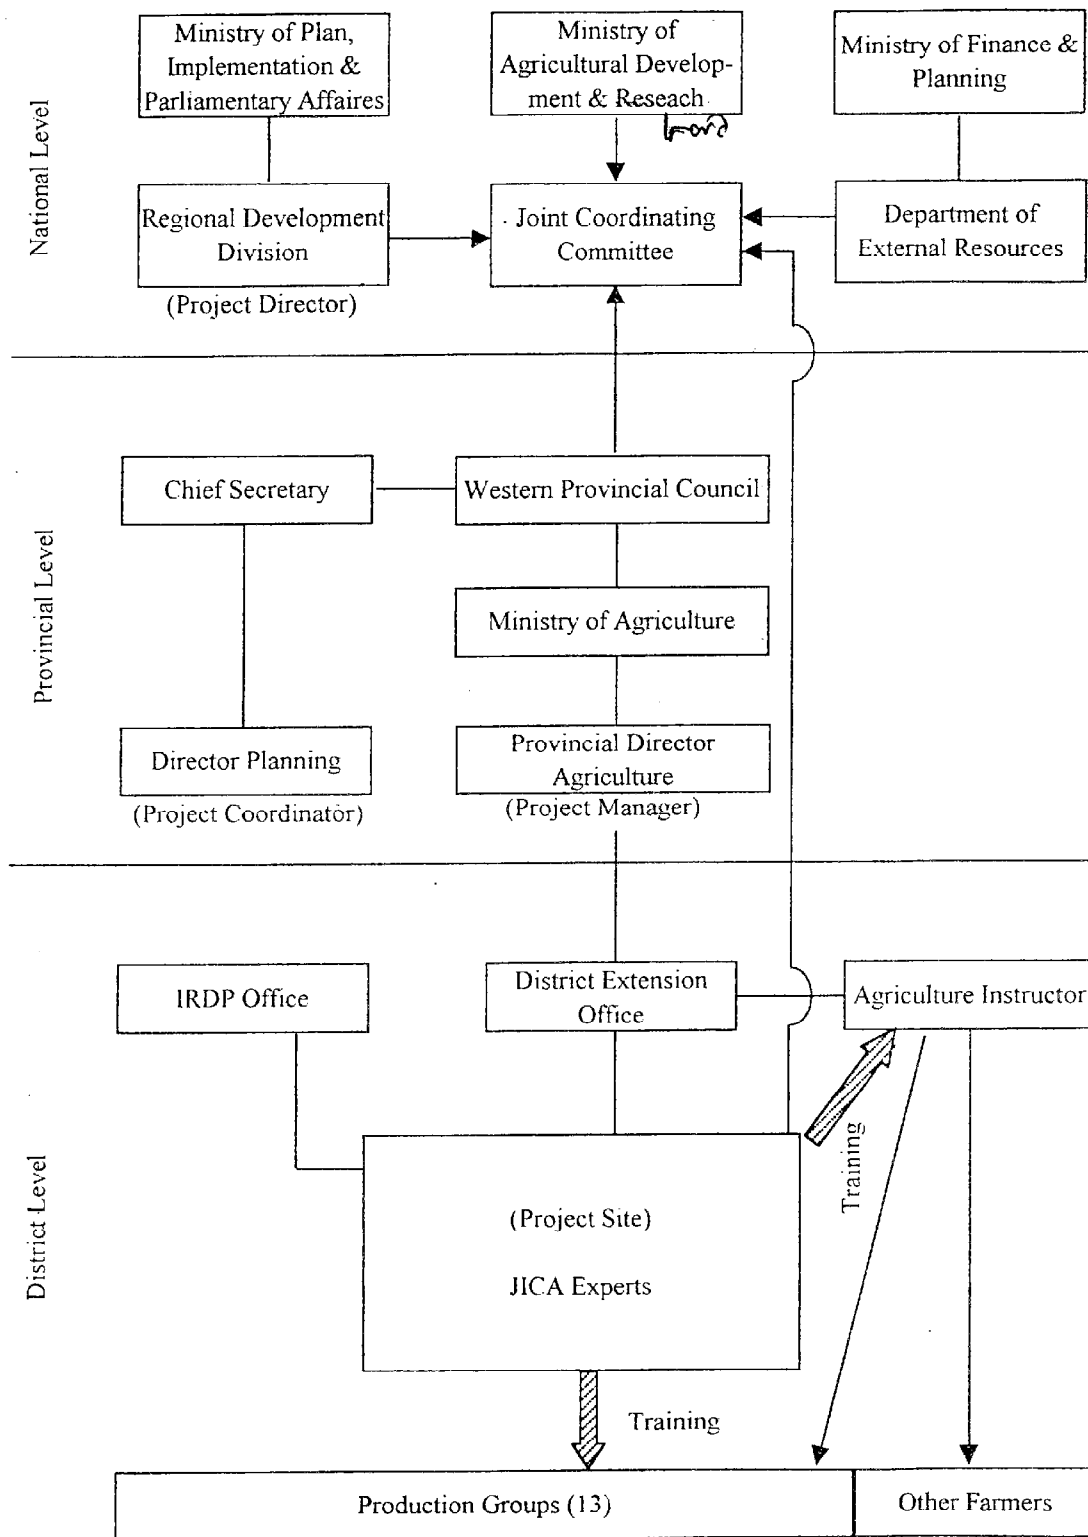 Ministry of Plan,
Implementation &
Parliamentary Affaires
Ministry of
Agricultural Develop-
ment & Reseach
Ministry of Finance &
Planning
National Level
Regional Development
Division
(Project Director)
Joint Coordinating
Committee
Department of
External Resources
Provincial Level
Chief Secretary
Western Provincial Council
Ministry of Agriculture
Director Planning
(Project Coordinator)
Provincial Director
Agriculture
(Project Manager)
District Level
IRDP Office
District Extension
Office
Agriculture Instructor
Training
(Project Site)
JICA Experts
Training
Production Groups (13)
Other Farmers